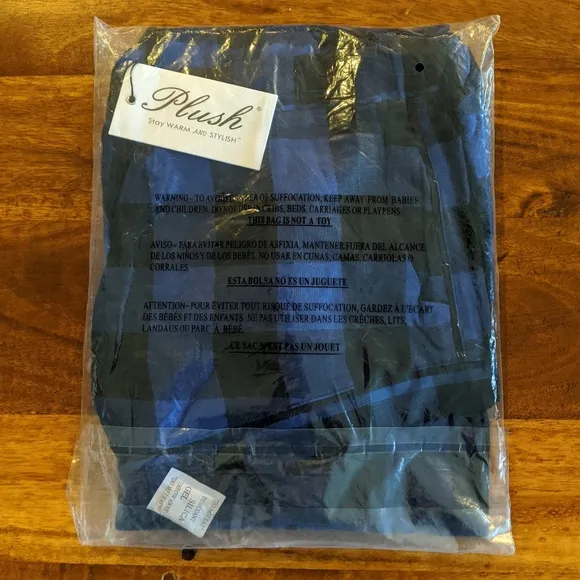 Plush®
Stay WARM AND STYLISH™
WARNING- TO AVOID DANGER OF SUFFOCATION, KEEP AWAY FROM BABIES
AND CHILDREN. DO NOT USE IN CRIBS, BEDS, CARRIAGES OR PLAYPENS.
THIS BAG IS NOT A TOY
AVISO- PARA EVITAR PELIGRO DE ASFIXIA, MANTENER FUERA DEL ALCANCE
DE LOS NIÑOS Y DE LOS BEBÉS. NO USAR EN CUNAS, CAMAS, CARRIOLAS O
CORRALES.
ESTA BOLSA NO ES UN JUGUETE
ATTENTION- POUR ÉVITER TOUT RISQUE DE SUFFOCATION, GARDEZ À L'ÉCART
DES BÉBÉS ET DES ENFANTS. NE PAS UTILISER DANS LES CRÈCHES, LITS,
LANDAUS OU PARC À BÉBÉ.
CE SAC N'EST PAS UN JOUET
SILICA
GEL